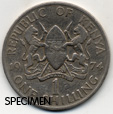 REPUBLIC OF KENYA
1
ONE SHILLING
SPECIMEN